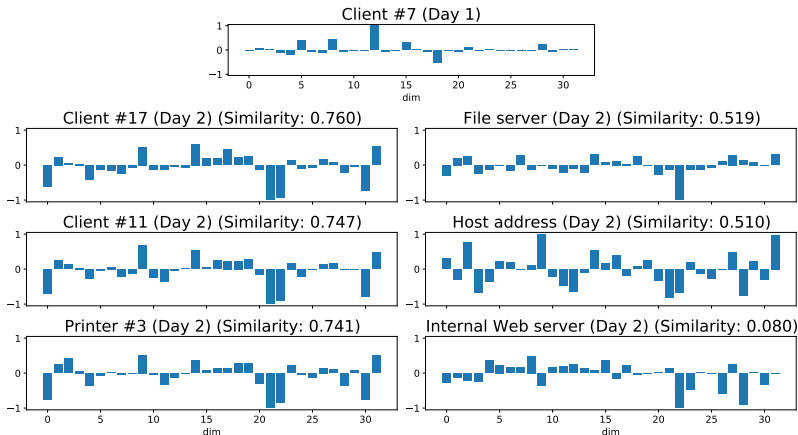 Client #7 (Day 1)
1
0
−1
0 5 10 15 20 25 30
dim
Client #17 (Day 2) (Similarity: 0.760)
1
0
−1
File server (Day 2) (Similarity: 0.519)
1
0
−1
Client #11 (Day 2) (Similarity: 0.747)
1
0
−1
Host address (Day 2) (Similarity: 0.510)
1
0
−1
Printer #3 (Day 2) (Similarity: 0.741)
1
0
−1
0 5 10 15 20 25 30
dim
Internal Web server (Day 2) (Similarity: 0.080)
1
0
−1
0 5 10 15 20 25 30
dim